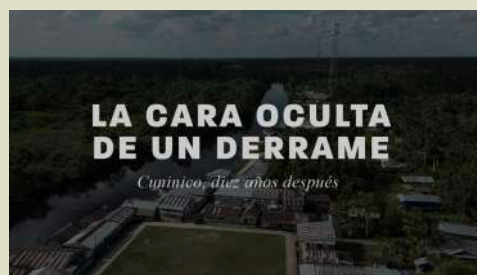 LA CARA OCULTA
DE UN DERRAME
Cuninico, diez años después